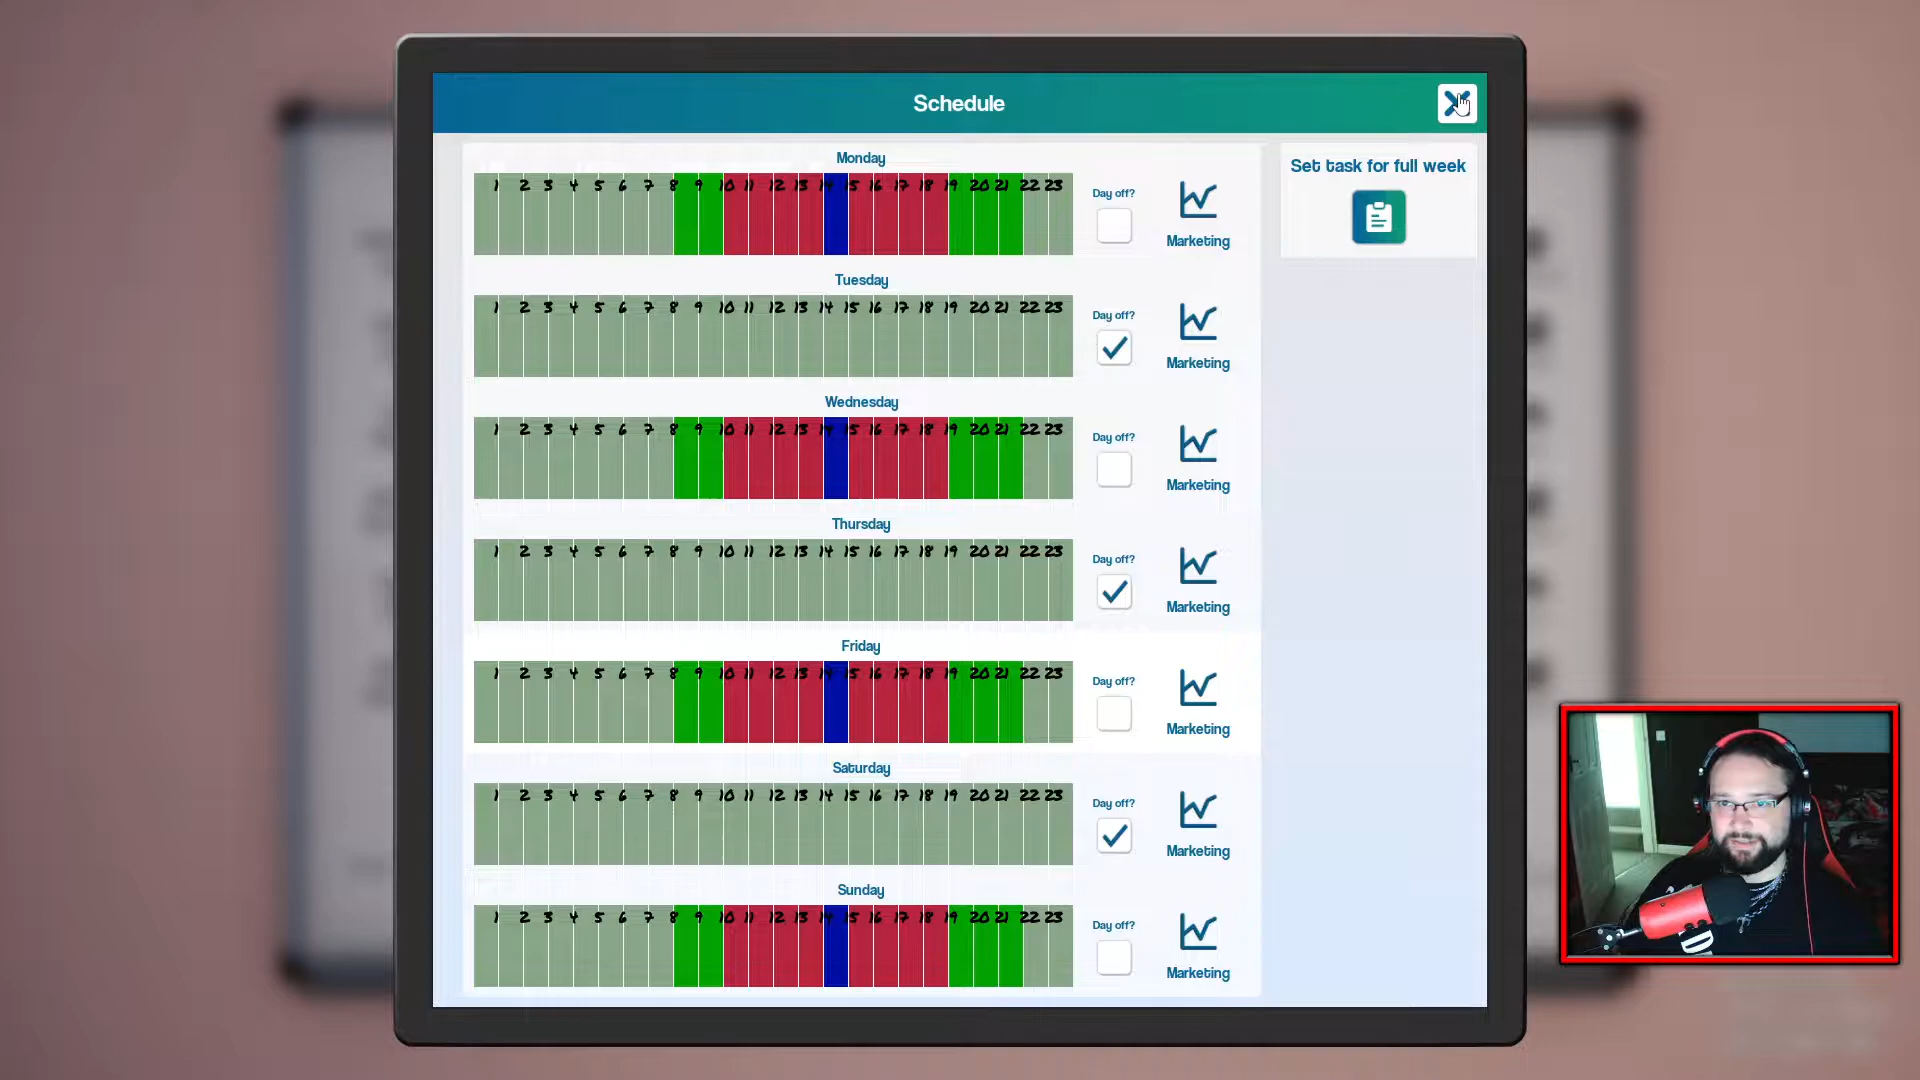 Schedule
Set task for full week
Monday
1 2 3 4 5 6 7 8 9 10 11 12 13 14 15 16 17 18 19 20 21 22 23
Day off?
Marketing
Tuesday
1 2 3 4 5 6 7 8 9 10 11 12 13 14 15 16 17 18 19 20 21 22 23
Day off?
Marketing
Wednesday
1 2 3 4 5 6 7 8 9 10 11 12 13 14 15 16 17 18 19 20 21 22 23
Day off?
Marketing
Thursday
1 2 3 4 5 6 7 8 9 10 11 12 13 14 15 16 17 18 19 20 21 22 23
Day off?
Marketing
Friday
1 2 3 4 5 6 7 8 9 10 11 12 13 14 15 16 17 18 19 20 21 22 23
Day off?
Marketing
Saturday
1 2 3 4 5 6 7 8 9 10 11 12 13 14 15 16 17 18 19 20 21 22 23
Day off?
Marketing
Sunday
1 2 3 4 5 6 7 8 9 10 11 12 13 14 15 16 17 18 19 20 21 22 23
Day off?
Marketing